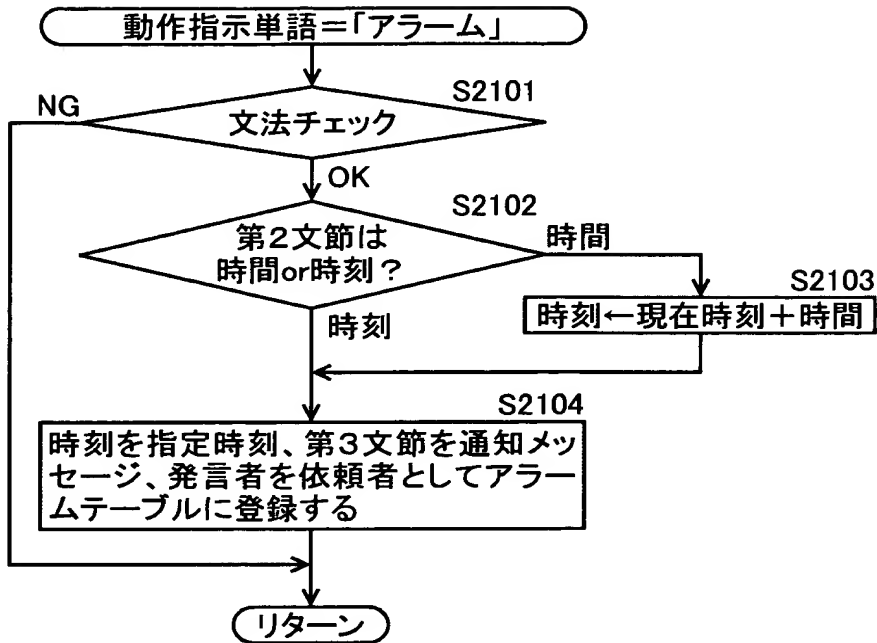 動作指示単語＝「アラーム」
S2101
NG
文法チェック
OK
S2102
第2文節は
時間or時刻？
時間
S2103
時刻←現在時刻＋時間
時刻
S2104
時刻を指定時刻、第3文節を通知メッ
セージ、発言者を依頼者としてアラー
ムテーブルに登録する
リターン